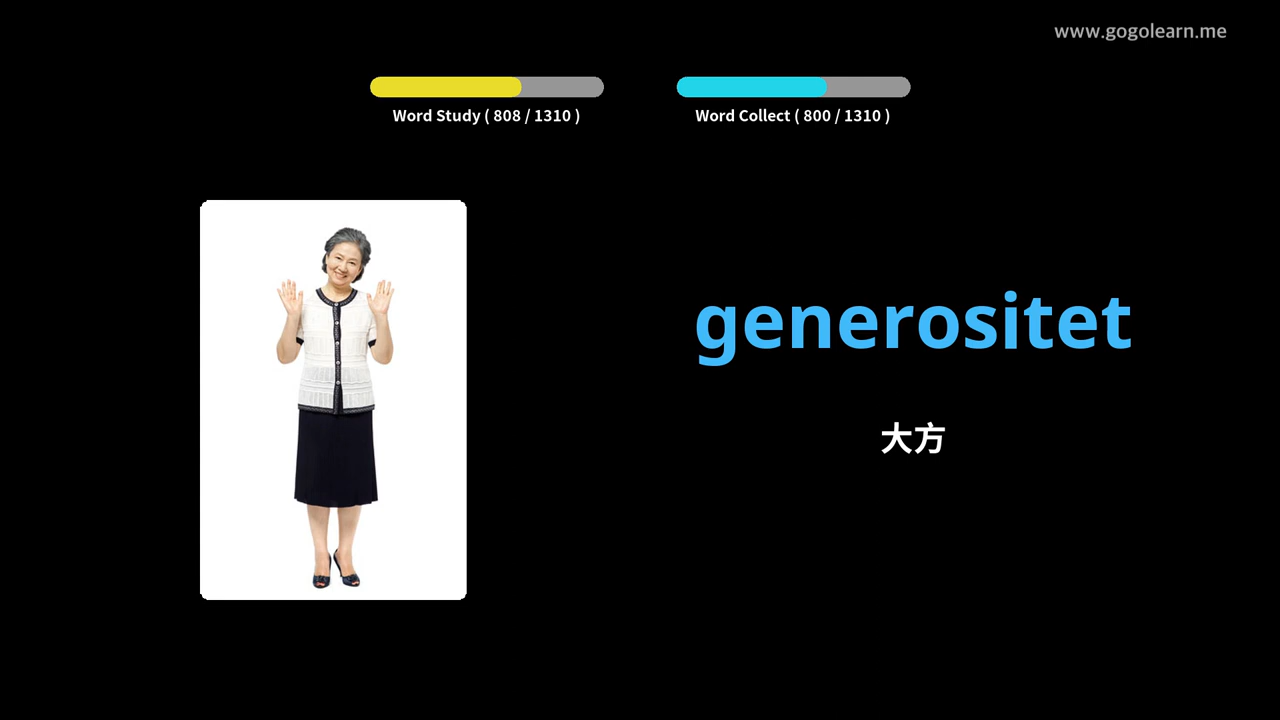 www.gogolearn.me
Word Study ( 808 / 1310 )
Word Collect ( 800 / 1310 )
generositet
大方